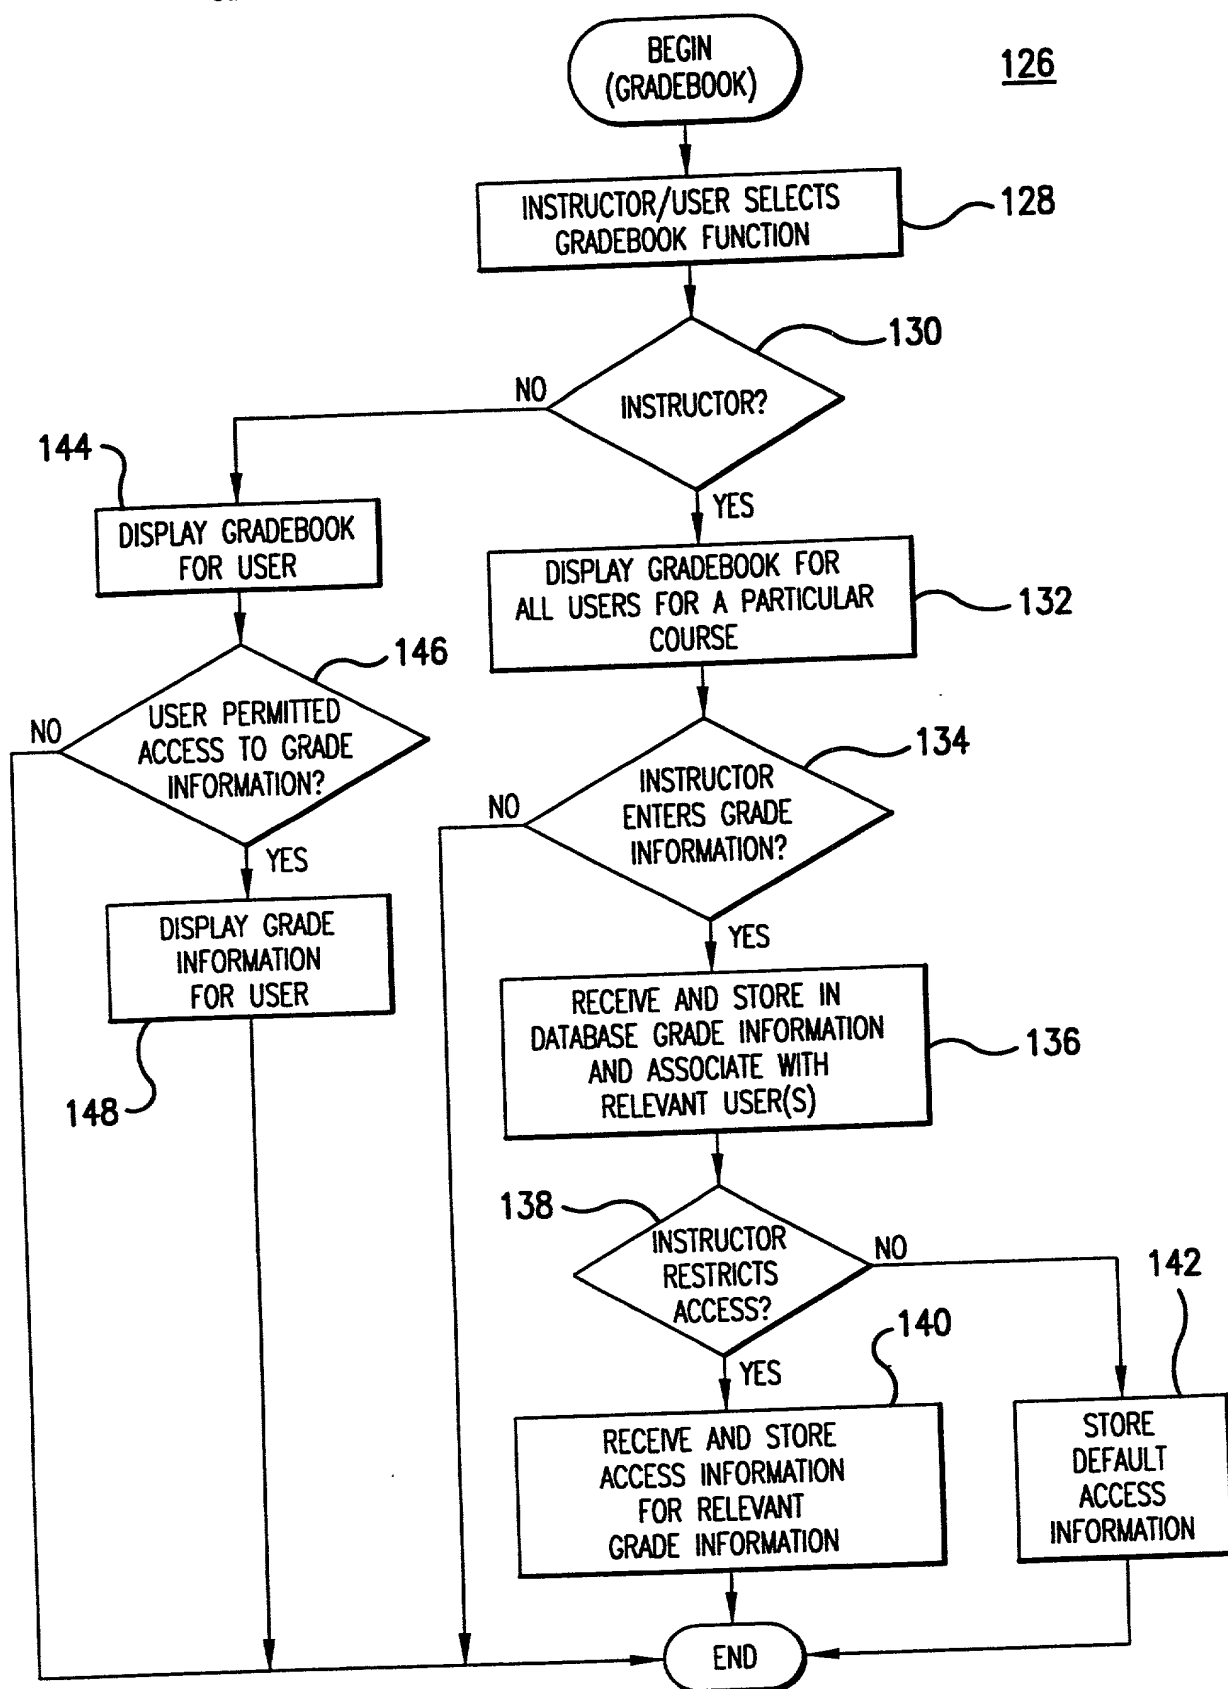 BEGIN
(GRADEBOOK)
126
INSTRUCTOR/USER SELECTS
GRADEBOOK FUNCTION
128
130
INSTRUCTOR?
NO
YES
144
DISPLAY GRADEBOOK
FOR USER
DISPLAY GRADEBOOK FOR
ALL USERS FOR A PARTICULAR
COURSE
132
146
USER PERMITTED
ACCESS TO GRADE
INFORMATION?
NO
YES
134
INSTRUCTOR
ENTERS GRADE
INFORMATION?
NO
YES
DISPLAY GRADE
INFORMATION
FOR USER
148
RECEIVE AND STORE IN
DATABASE GRADE INFORMATION
AND ASSOCIATE WITH
RELEVANT USER(S)
136
138
INSTRUCTOR
RESTRICTS
ACCESS?
NO
YES
142
140
RECEIVE AND STORE
ACCESS INFORMATION
FOR RELEVANT
GRADE INFORMATION
STORE
DEFAULT
ACCESS
INFORMATION
END